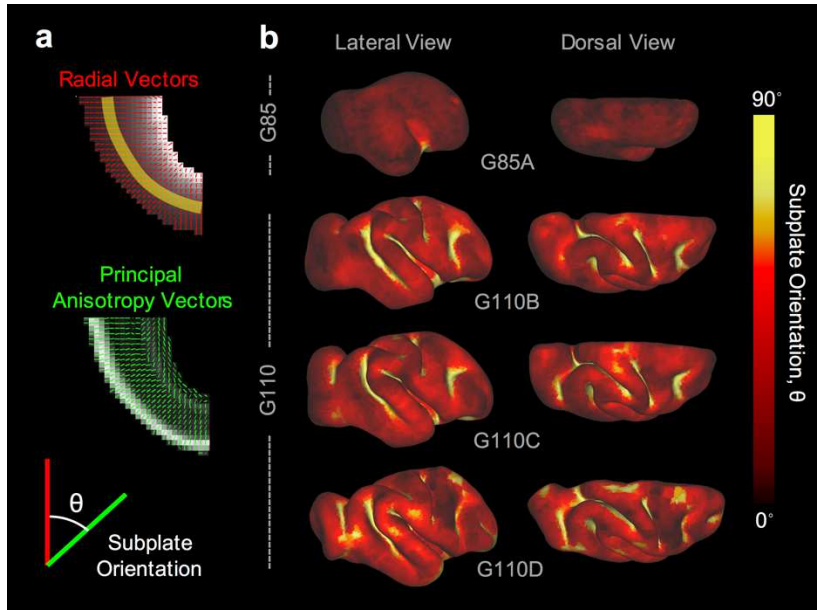 a
Radial Vectors
Principal
Anisotropy Vectors
θ
Subplate
Orientation
b
Lateral View
Dorsal View
G85
G85A
G110
G110B
G110C
G110D
90°
Subplate Orientation, θ
0°